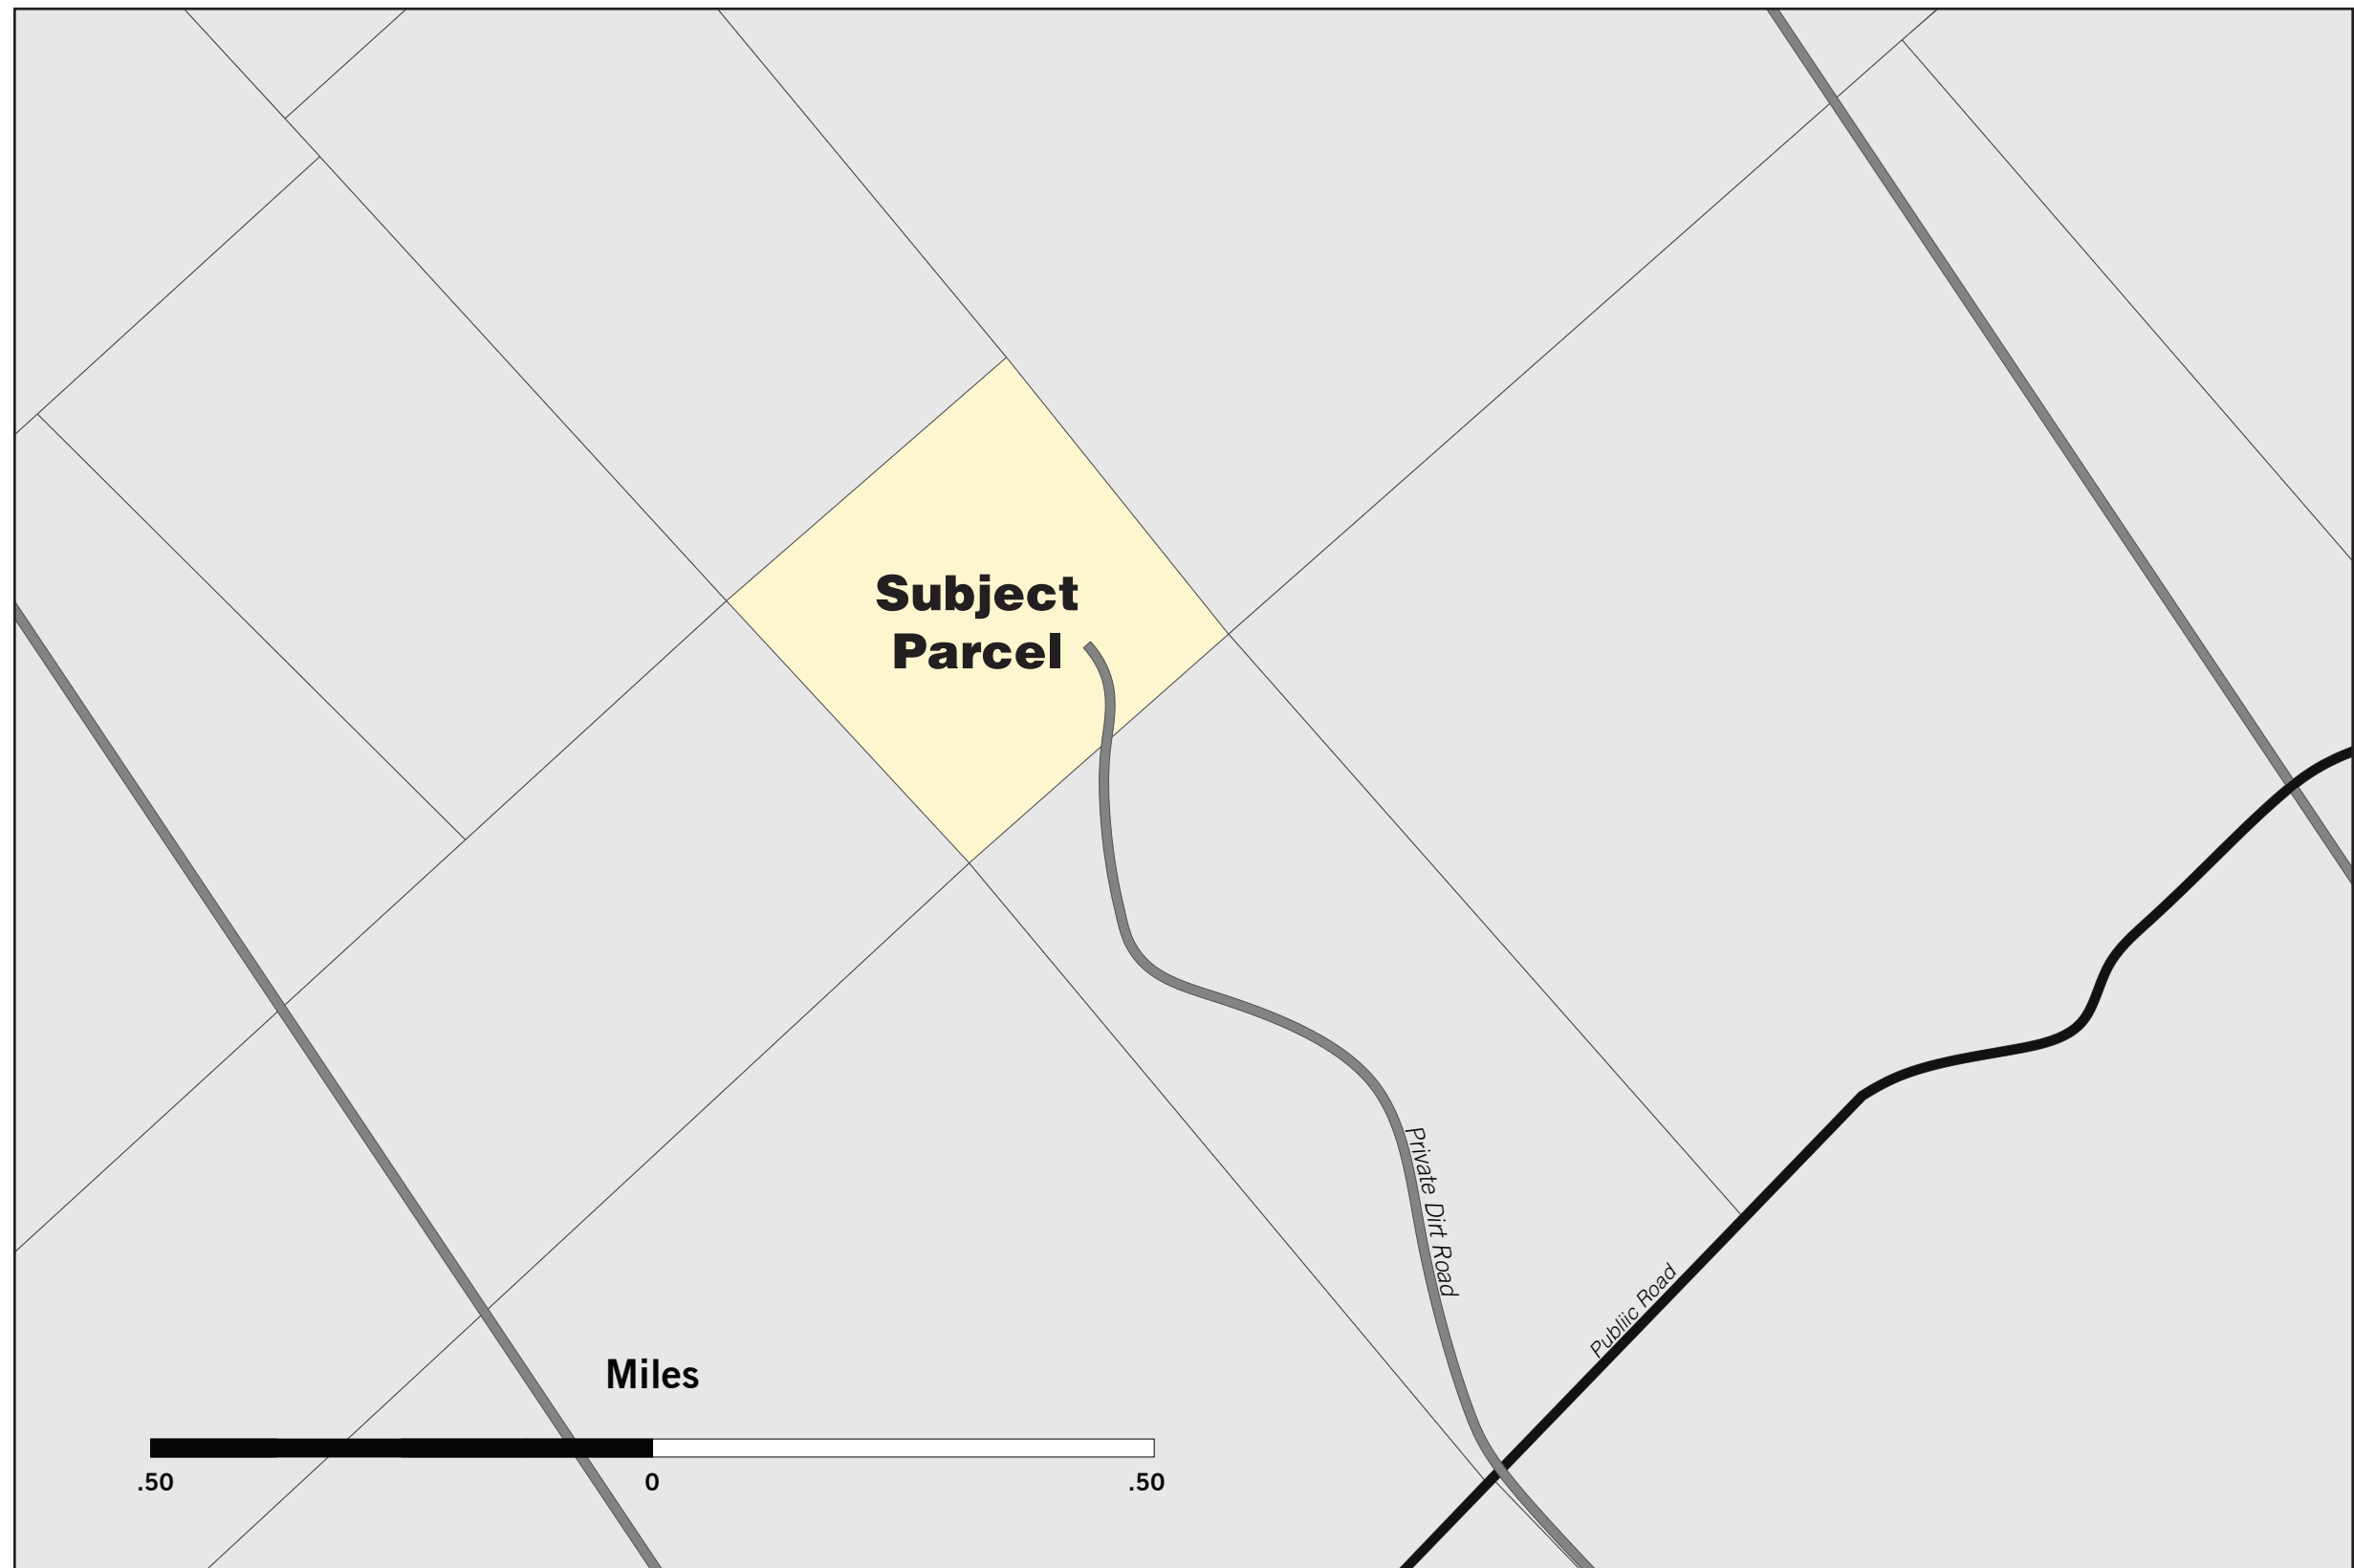 Subject
Parcel
Private Dirt Road
Publiic Road
Miles
.50 0 .50